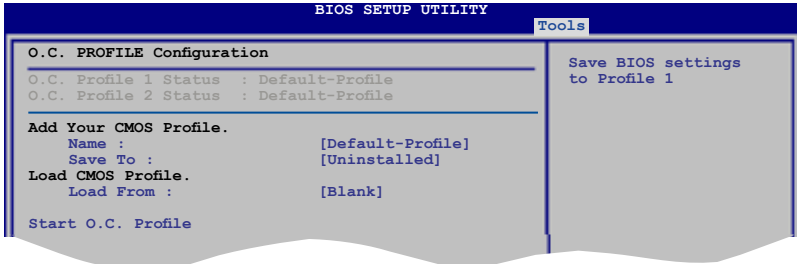 BIOS SETUP UTILITY
Tools
O.C. PROFILE Configuration
O.C. Profile 1 Status : Default-Profile
O.C. Profile 2 Status : Default-Profile
Add Your CMOS Profile.
Name : [Default-Profile]
Save To : [Uninstalled]
Load CMOS Profile.
Load From : [Blank]
Start O.C. Profile
Save BIOS settings
to Profile 1